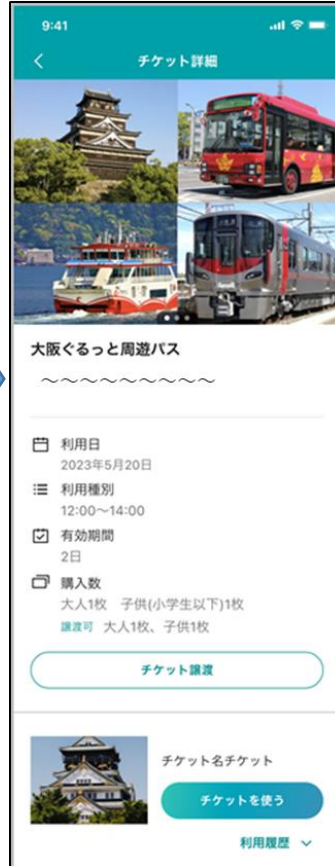 9:41
チケット詳細
大阪ぐるっと周遊パス
〜〜〜〜〜〜〜〜〜
利用日
2023年5月20日
利用種別
12:00〜14:00
有効期間
2日
購入数
大人1枚 子供(小学生以下)1枚
譲渡可 大人1枚、子供1枚
チケット譲渡
チケット名チケット
チケットを使う
利用履歴